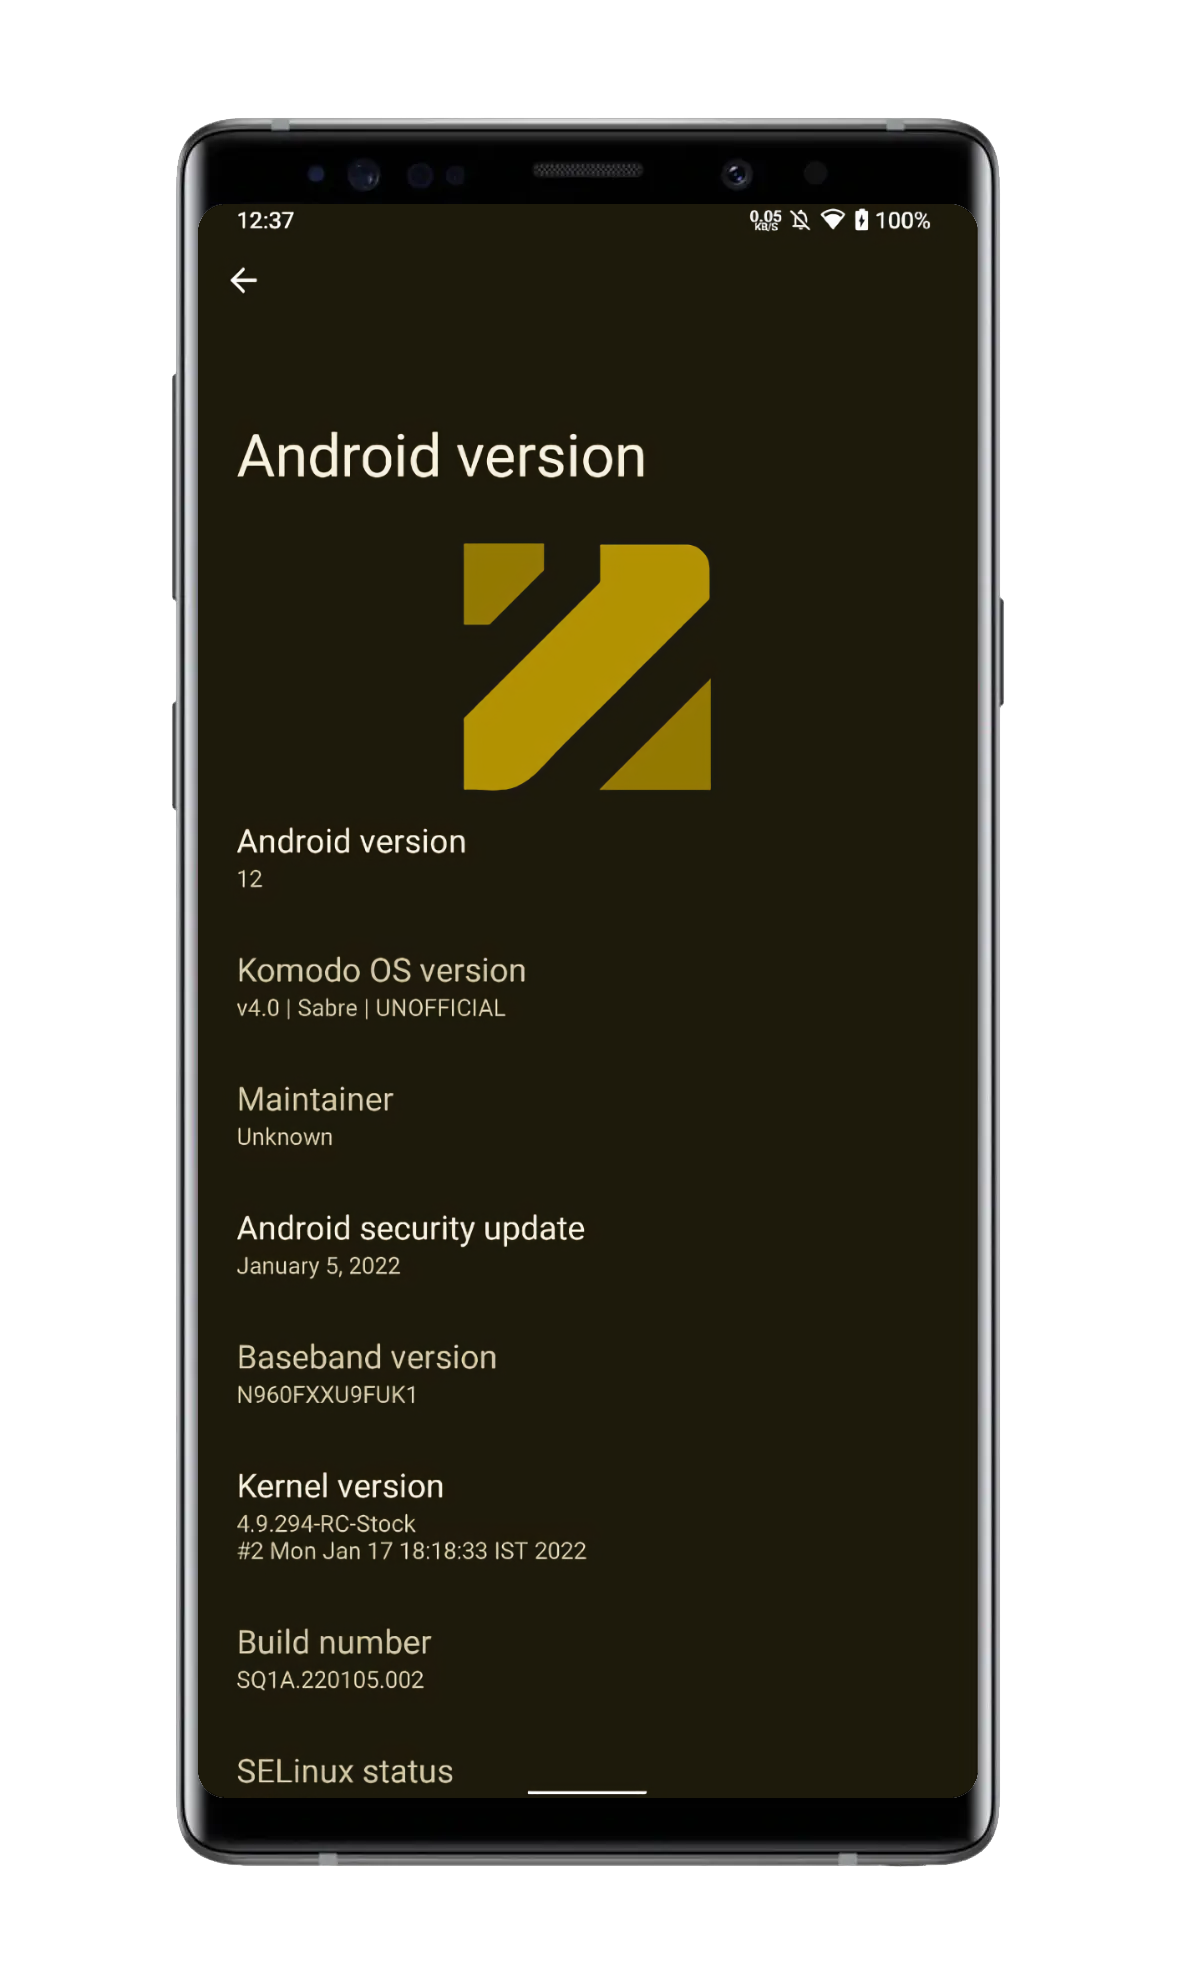 12:37
0.05
KB/S
100%
Android version
Android version
12
Komodo OS version
v4.0 | Sabre | UNOFFICIAL
Maintainer
Unknown
Android security update
January 5, 2022
Baseband version
N960FXXU9FUK1
Kernel version
4.9.294-RC-Stock
#2 Mon Jan 17 18:18:33 IST 2022
Build number
SQ1A.220105.002
SELinux status